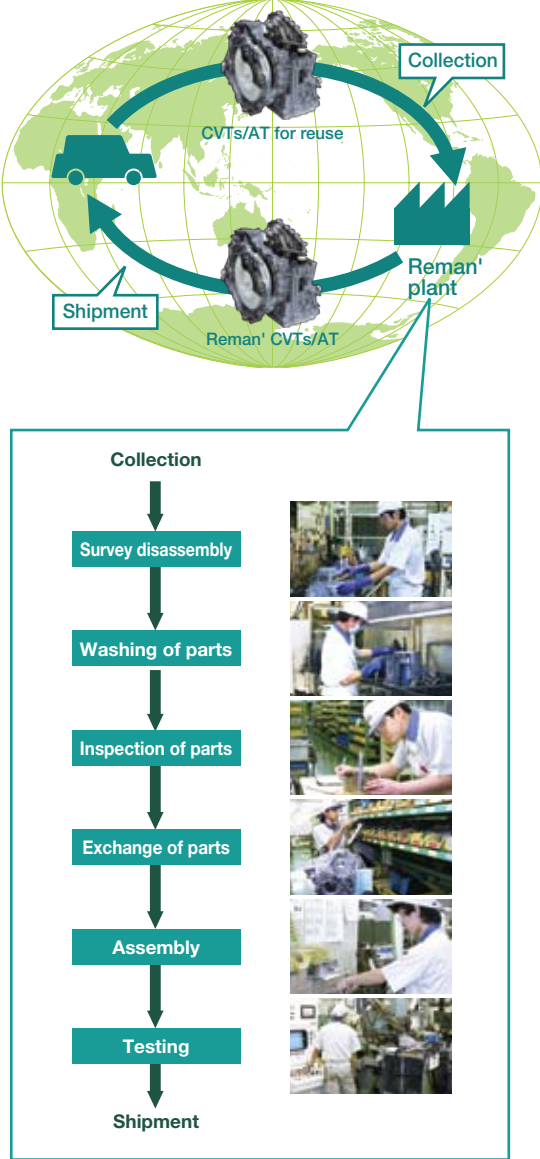 Collection
CVTs/AT for reuse
Reman'
plant
Shipment
Reman' CVTs/AT
Collection
Survey disassembly
Washing of parts
Inspection of parts
Exchange of parts
Assembly
Testing
Shipment